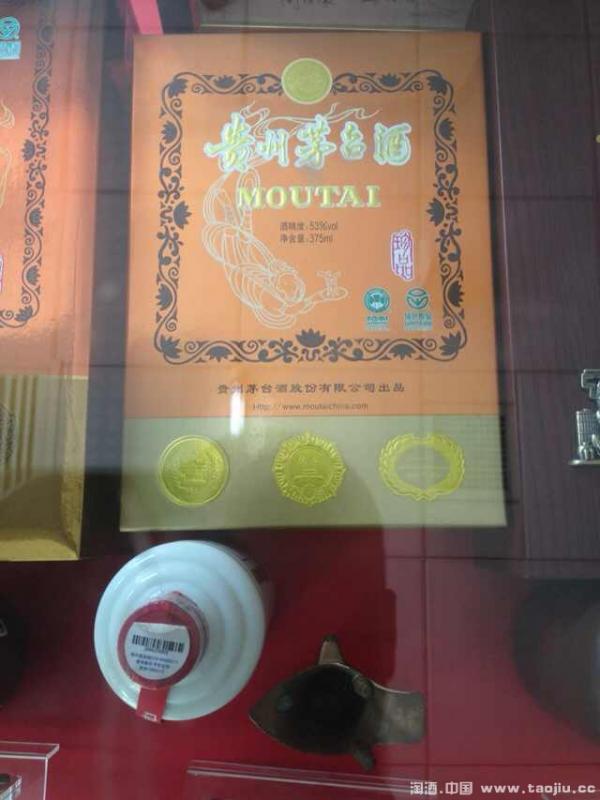 贵州茅台酒
MOUTAI
酒精度:53%vol
净含量:375ml
珍品
贵州茅台酒股份有限公司出品
Http://www.moutaichina.com
淘酒.中国 www.taojiu.cc